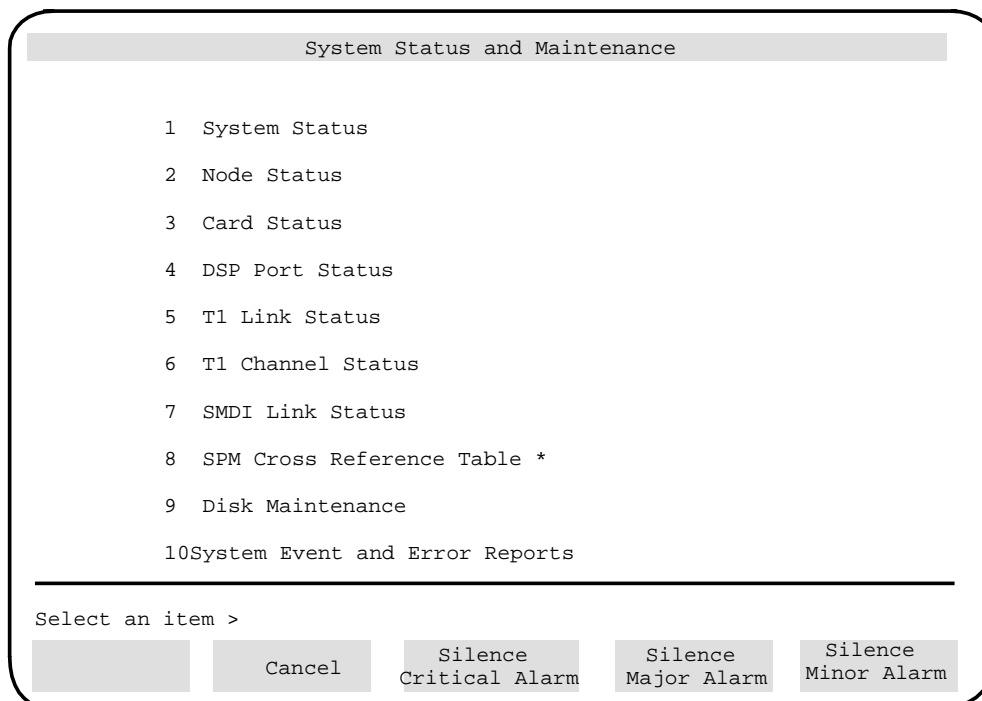 System Status and Maintenance
1 System Status
2 Node Status
3 Card Status
4 DSP Port Status
5 T1 Link Status
6 T1 Channel Status
7 SMDI Link Status
8 SPM Cross Reference Table *
9 Disk Maintenance
10System Event and Error Reports
Select an item >
Cancel
Silence
Critical Alarm
Silence
Major Alarm
Silence
Minor Alarm